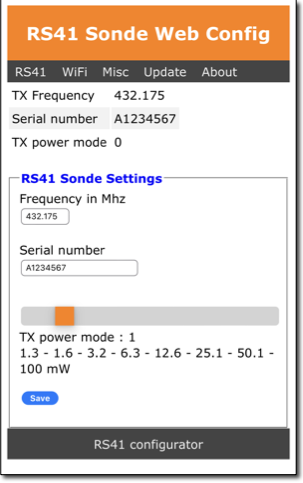 RS41 Sonde Web Config
RS41 WiFi Misc Update About
TX Frequency 432.175
Serial number A1234567
TX power mode 0
RS41 Sonde Settings
Frequency in Mhz
432.175
Serial number
A1234567
TX power mode : 1
1.3 - 1.6 - 3.2 - 6.3 - 12.6 - 25.1 - 50.1 -
100 mW
Save
RS41 configurator